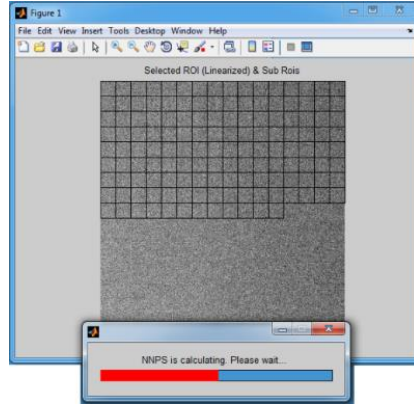 Figure 1
File Edit View Insert Tools Desktop Window Help
Selected ROI (Linearized) & Sub Rois
NNPS is calculating. Please wait...